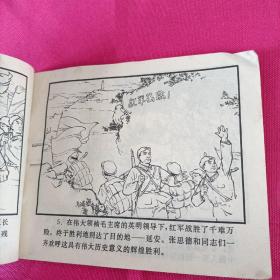 红军必胜！
5．在伟大领袖毛主席的英明领导下，红军战胜了千难万
险，终于胜利地到达了目的地—延安。张思德和同志们一
齐欢呼这具有伟大历史意义的辉煌胜利。
长
残